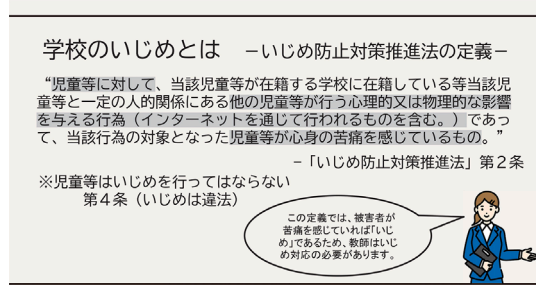 学校のいじめとは －いじめ防止対策推進法の定義－
“児童等に対して、当該児童等が在籍する学校に在籍している等当該児
童等と一定の人的関係にある他の児童等が行う心理的又は物理的な影響
を与える行為（インターネットを通じて行われるものを含む。）であっ
て、当該行為の対象となった児童等が心身の苦痛を感じているもの。”
－「いじめ防止対策推進法」第２条
※児童等はいじめを行ってはならない
第４条（いじめは違法）
この定義では、被害者が
苦痛を感じていれば「いじ
め」であるため、教師はいじ
め対応の必要があります。